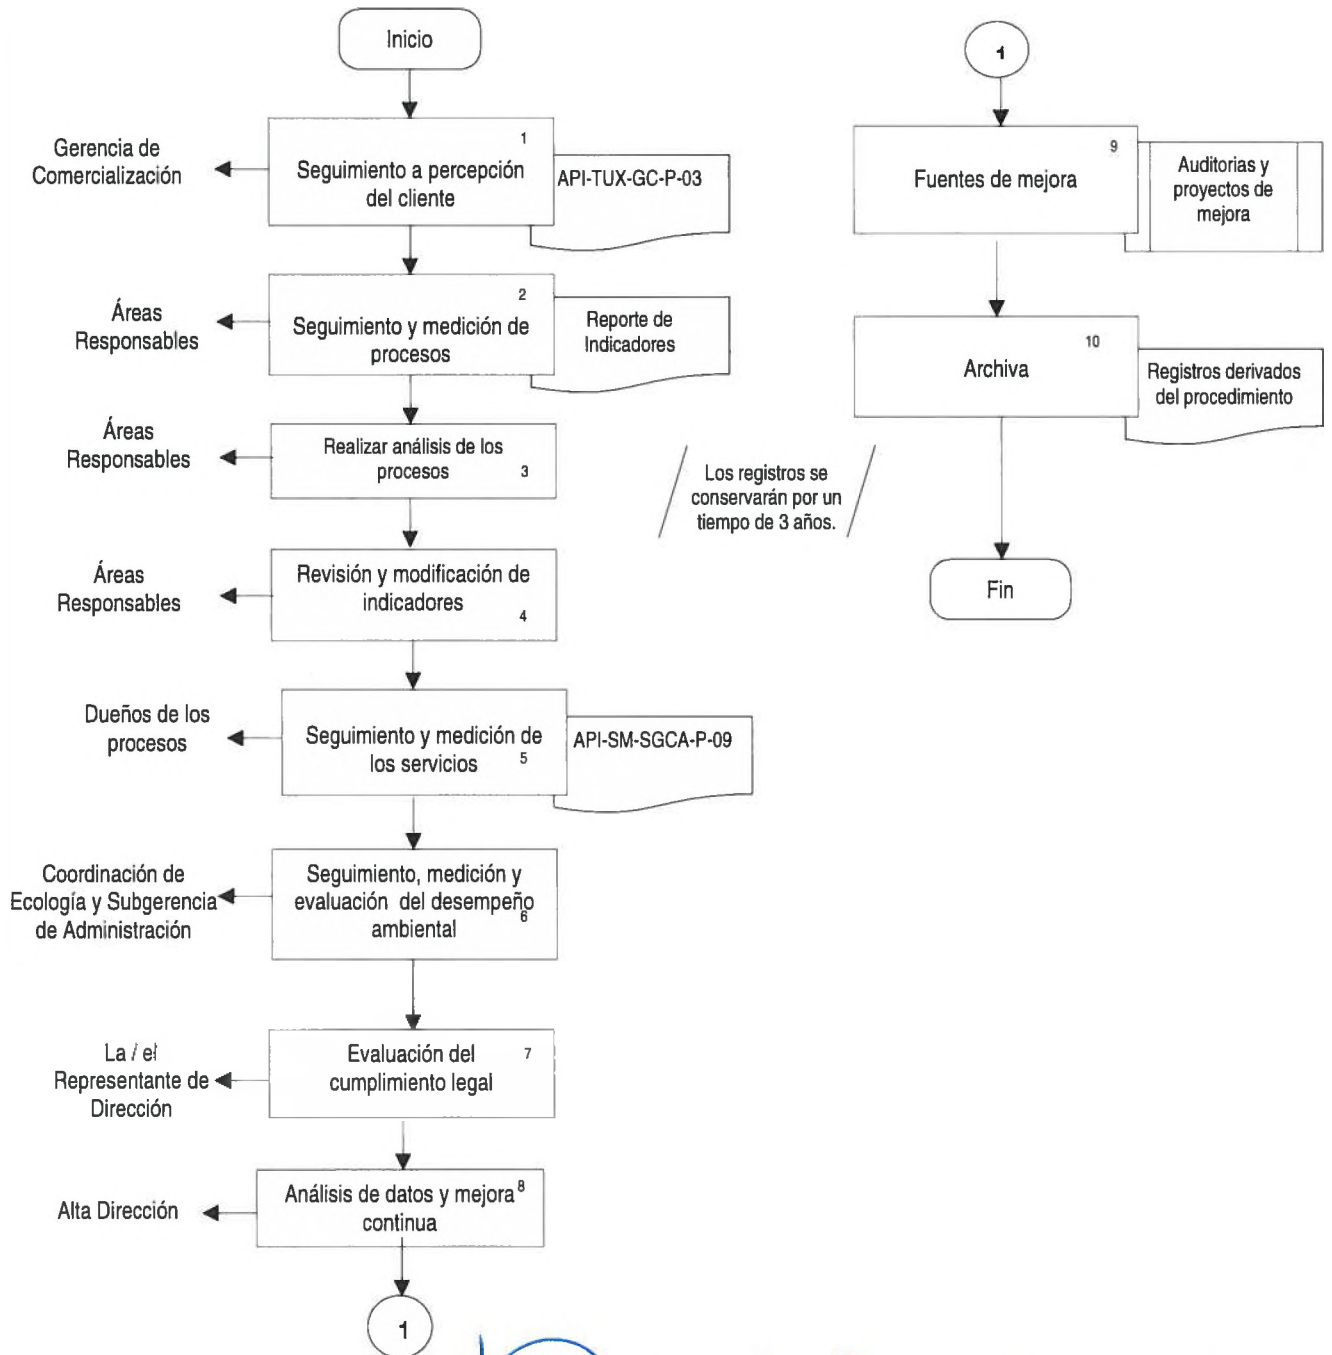 Inicio
Gerencia de
Comercialización
1
Seguimiento a percepción
del cliente
API-TUX-GC-P-03
Áreas
Responsables
2
Seguimiento y medición de
procesos
Reporte de
Indicadores
Áreas
Responsables
Realizar análisis de los
procesos
3
Áreas
Responsables
Revisión y modificación de
indicadores
4
Dueños de los
procesos
Seguimiento y medición de
los servicios
5
API-SM-SGCA-P-09
Coordinación de
Ecología y Subgerencia
de Administración
Seguimiento, medición y
evaluación del desempeño
ambiental
6
La / el
Representante de
Dirección
Evaluación del
cumplimiento legal
7
Alta Dirección
Análisis de datos y mejora
continua
8
1
1
9
Fuentes de mejora
Auditorias y
proyectos de
mejora
10
Archiva
Registros derivados
del procedimiento
Los registros se
conservarán por un
tiempo de 3 años.
Fin